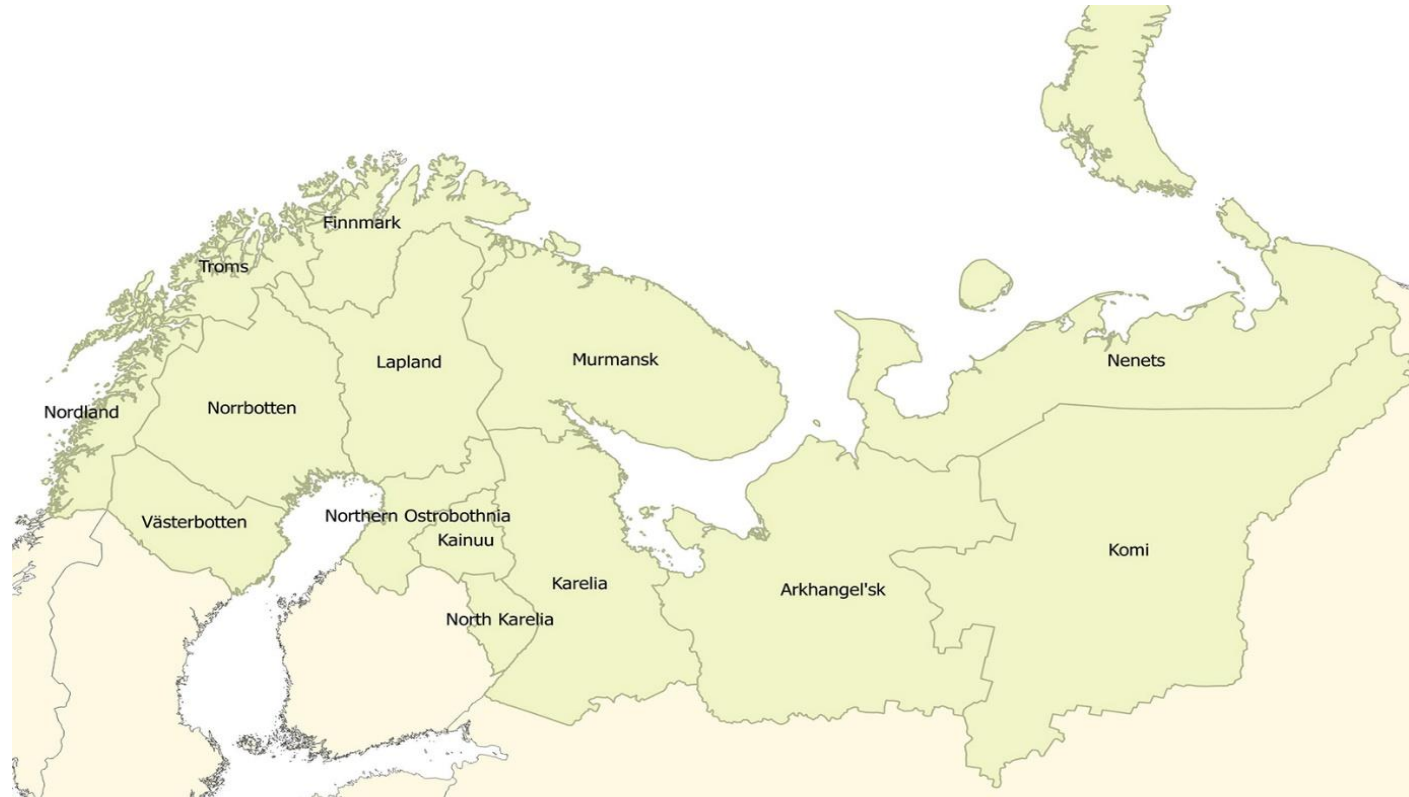 Finnmark
Troms
Lapland
Murmansk
Nenets
Norrbotten
Nordland
Northern Ostrobothnia
Västerbotten
Kainuu
Komi
Karelia
Arkhangel'sk
North Karelia